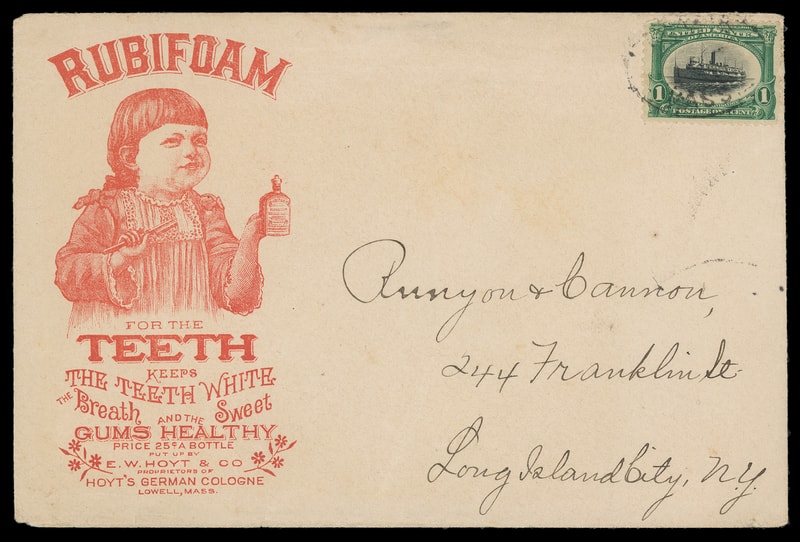 RUBIFOAM
FOR THE
TEETH
KEEPS
THE TEETH WHITE
THE Breath AND THE Sweet
GUMS HEALTHY
PRICE 25¢ A BOTTLE
PUT UP BY
E. W. HOYT & CO
PROPRIETORS OF
HOYT'S GERMAN COLOGNE
LOWELL, MASS.
UNITED STATES
OF AMERICA
1 1
POSTAGE ONE CENT
Runyon & Cannon,
244 Franklin St
Long Island City, N.Y.